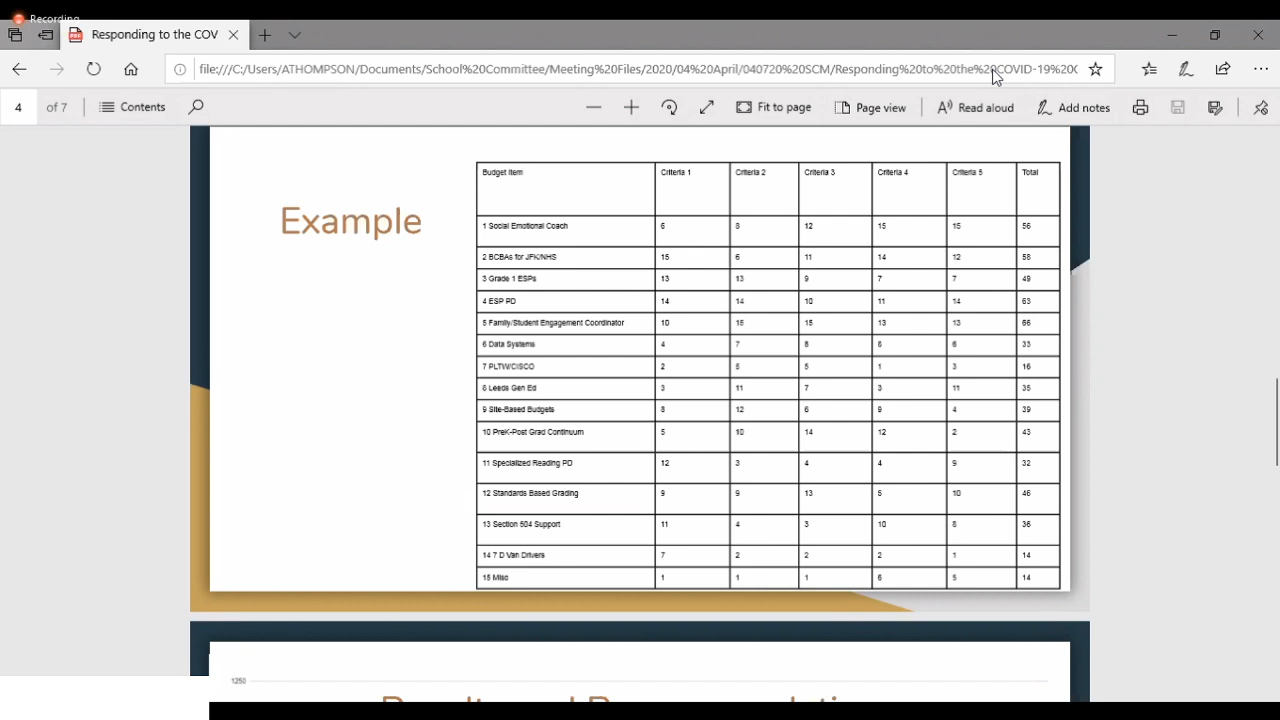 Recording
Responding to the COV
file:///C:/Users/ATHOMPSON/Documents/School%20Committee/Meeting%20Files/2020/04%20April/040720%20SCM/Responding%20to%20the%20COVID-19%20C
4 of 7 Contents Fit to page Page view Read aloud Add notes
Example
Budget Item Criteria 1 Criteria 2 Criteria 3 Criteria 4 Criteria 5 Total
1 Social Emotional Coach 6 8 12 15 15 56
2 BCBAs for JFK/NHS 15 6 11 14 12 58
3 Grade 1 ESPs 13 13 9 7 7 49
4 ESP PD 14 14 10 11 14 63
5 Family/Student Engagement Coordinator 10 15 15 13 13 66
6 Data Systems 4 7 8 8 6 33
7 PLTW/CISCO 2 5 5 1 3 16
8 Leeds Gen Ed 3 11 7 3 11 35
9 Site-Based Budgets 8 12 6 9 4 39
10 PreK-Post Grad Continuum 5 10 14 12 2 43
11 Specialized Reading PD 12 3 4 4 9 32
12 Standards Based Grading 9 9 13 5 10 46
13 Section 504 Support 11 4 3 10 8 36
14 7 D Van Drivers 7 2 2 2 1 14
15 Misc 1 1 1 6 5 14
1250